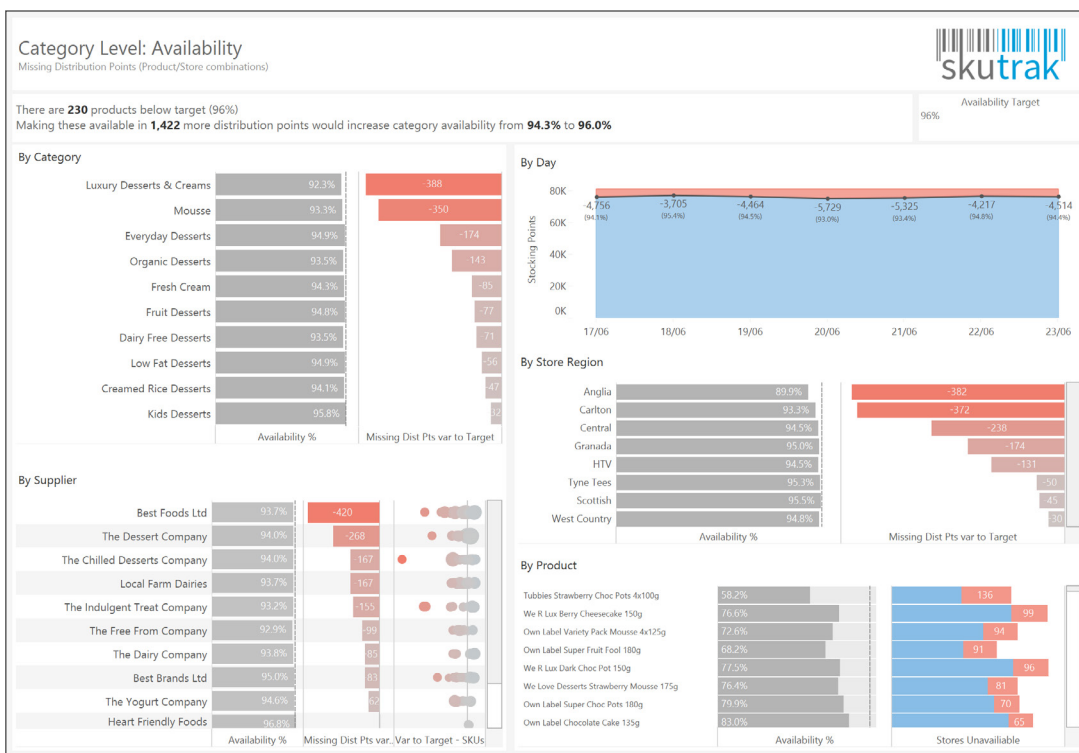 Category Level: Availability
Missing Distribution Points (Product/Store combinations)
skutrak
There are 230 products below target (96%)
Making these available in 1,422 more distribution points would increase category availability from 94.3% to 96.0%
Availability Target
96%
By Category
Luxury Desserts & Creams 92.3% -388
Mousse 93.3% -350
Everyday Desserts 94.9% -174
Organic Desserts 93.5% -143
Fresh Cream 94.3% -85
Fruit Desserts 94.8% -77
Dairy Free Desserts 93.5% -71
Low Fat Desserts 94.9% -56
Creamed Rice Desserts 94.1% -47
Kids Desserts 95.8% 32
Availability % Missing Dist Pts var to Target
By Day
Stocking Points
80K
60K
40K
20K
0K
-4,756 -3,705 -4,464 -5,729 -5,325 -4,217 -4,514
(94.1%) (95.4%) (94.5%) (93.0%) (93.4%) (94.8%) (94.4%)
17/06 18/06 19/06 20/06 21/06 22/06 23/06
By Store Region
Anglia 89.9% -382
Carlton 93.3% -372
Central 94.5% -238
Granada 95.0% -174
HTV 94.5% -131
Tyne Tees 95.3% -50
Scottish 95.5% 45
West Country 94.8% -30
Availability % Missing Dist Pts var to Target
By Supplier
Best Foods Ltd 93.7% -420
The Dessert Company 94.0% -268
The Chilled Desserts Company 94.0% -167
Local Farm Dairies 93.7% -167
The Indulgent Treat Company 93.2% -155
The Free From Company 92.9% -99
The Dairy Company 93.8% 85
Best Brands Ltd 95.0% 83
The Yogurt Company 94.6% 62
Heart Friendly Foods 96.8%
Availability % Missing Dist Pts var.. Var to Target - SKUs
By Product
Tubbies Strawberry Choc Pots 4x100g 58.2% 136
We R Lux Berry Cheesecake 150g 76.6% 99
Own Label Variety Pack Mousse 4x125g 72.6% 94
Own Label Super Fruit Fool 180g 68.2% 91
We R Lux Dark Choc Pot 150g 77.5% 96
We Love Desserts Strawberry Mousse 175g 76.4% 81
Own Label Super Choc Pots 180g 79.9% 70
Own Label Chocolate Cake 135g 83.0% 65
Availability % Stores Unavailiable